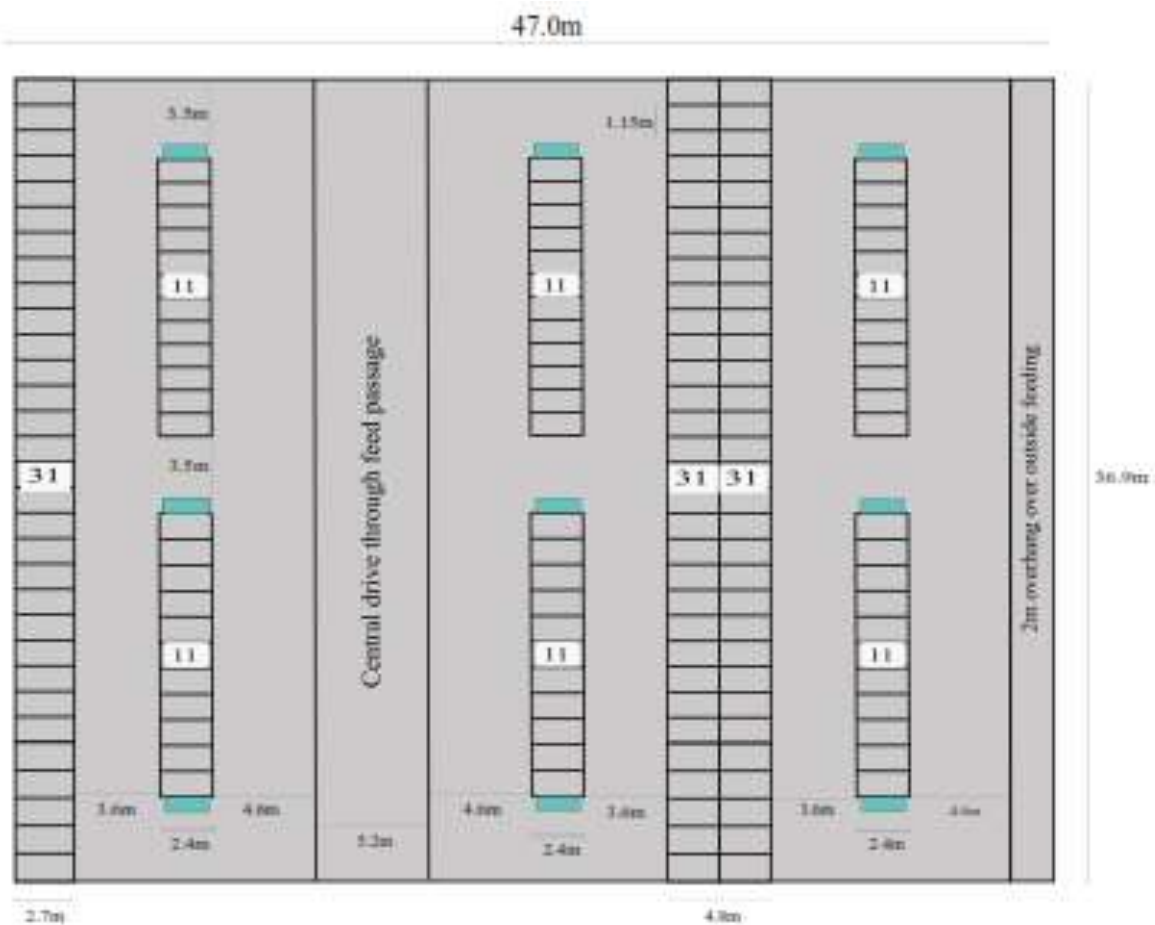 47.0m
3.5m
1.15m
11
11
11
Central drive through feed passage
2m overhang over outside feeding
3.5m
31
31
31
36.9m
11
11
11
3.6m
4.6m
4.6m
3.6m
3.6m
2.4m
5.2m
2.4m
2.4m
2.7m
4.8m